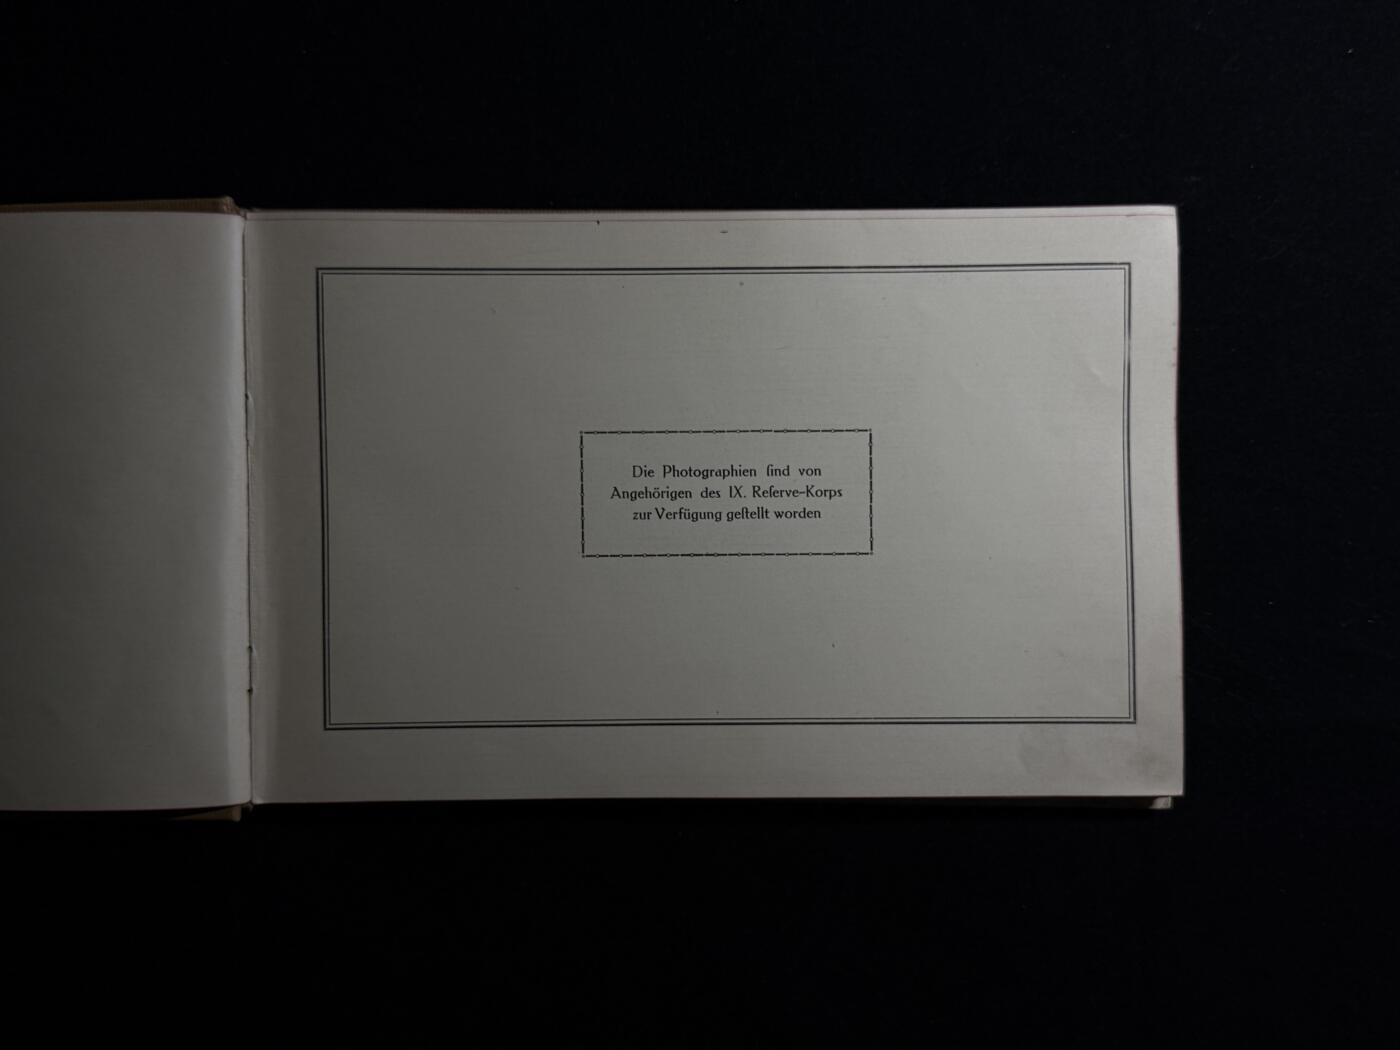 Die Photographien ſind von
Angehörigen des IX. Reſerve-Korps
zur Verfügung geſtellt worden